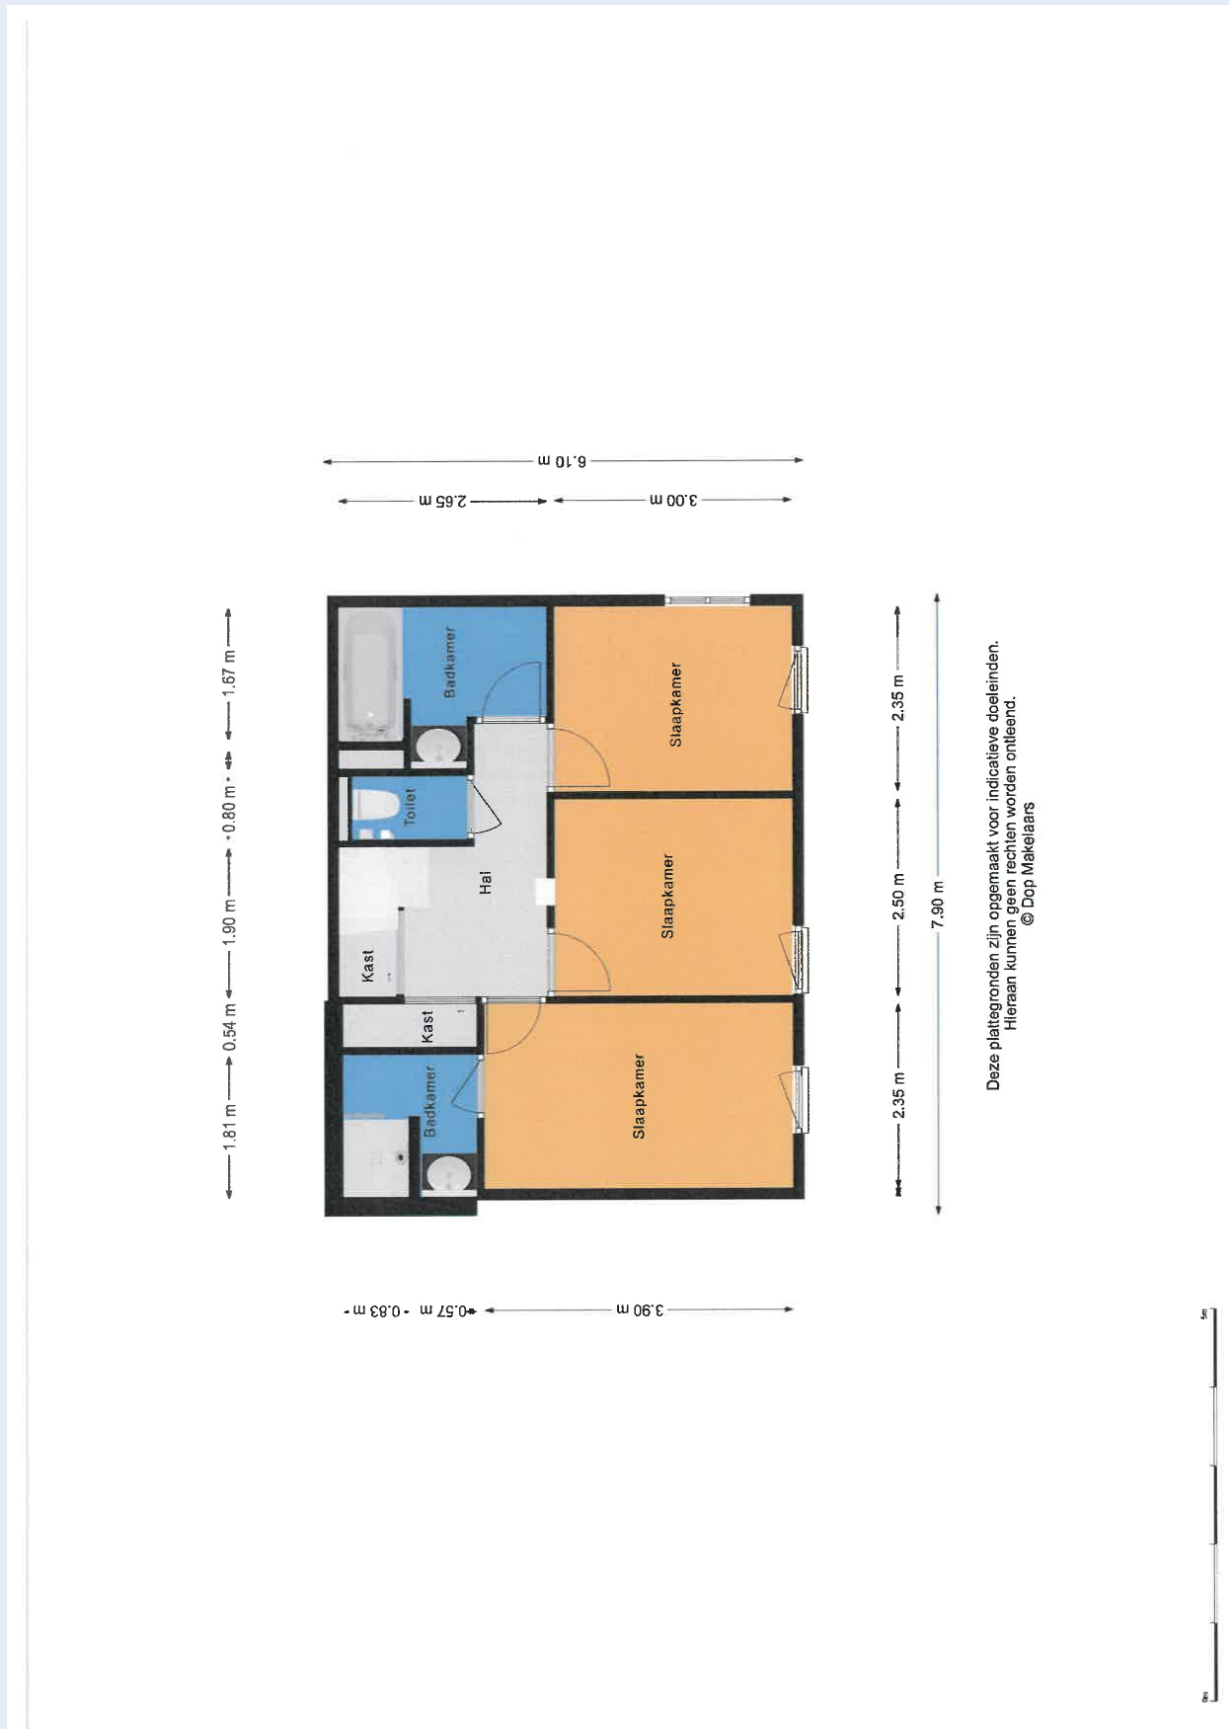 6.10 m
2.65 m
3.00 m
1.81 m
0.54 m
1.90 m
0.80 m
1.67 m
Badkamer
Toilet
Hal
Kast
Kast
Badkamer
Slaapkamer
Slaapkamer
Slaapkamer
2.35 m
2.50 m
2.35 m
7.90 m
0.83 m
0.57 m
3.90 m
Deze plattegronden zijn opgemaakt voor indicatieve doeleinden.
Hieraan kunnen geen rechten worden ontleend.
© Dop Makelaars
0m
5m